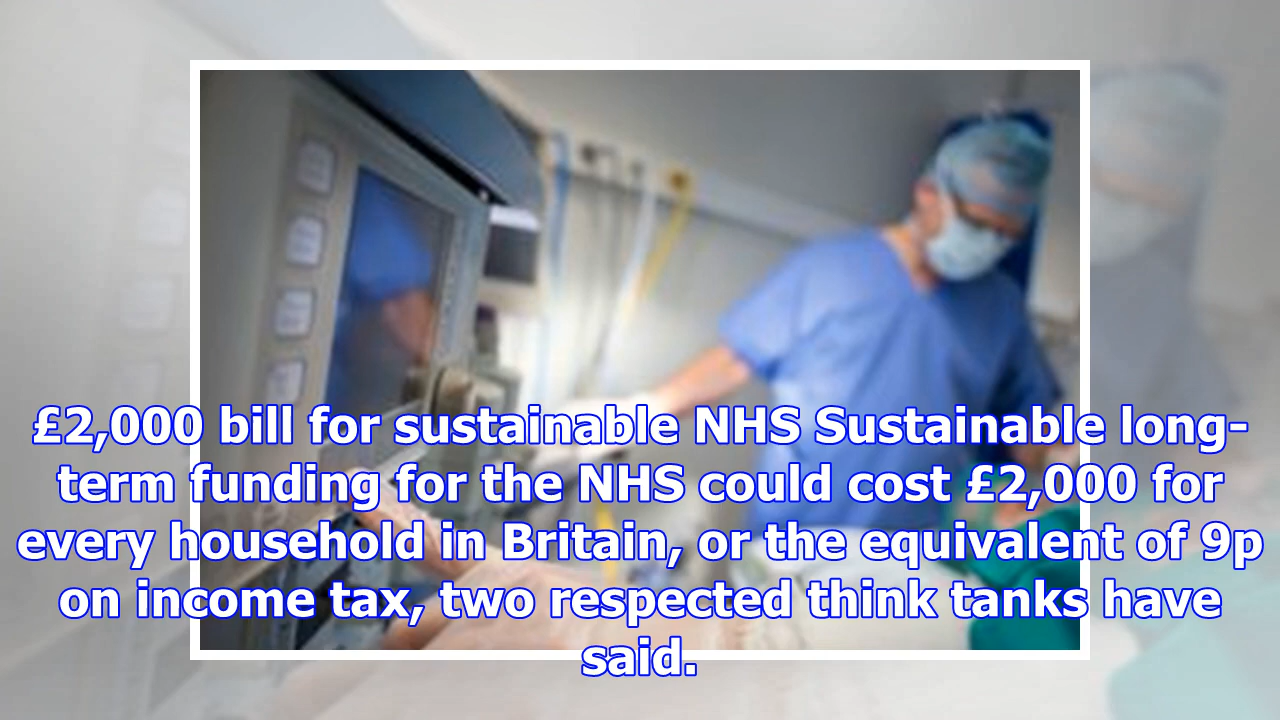 £2,000 bill for sustainable NHS Sustainable long-
term funding for the NHS could cost £2,000 for
every household in Britain, or the equivalent of 9p
on income tax, two respected think tanks have
said.